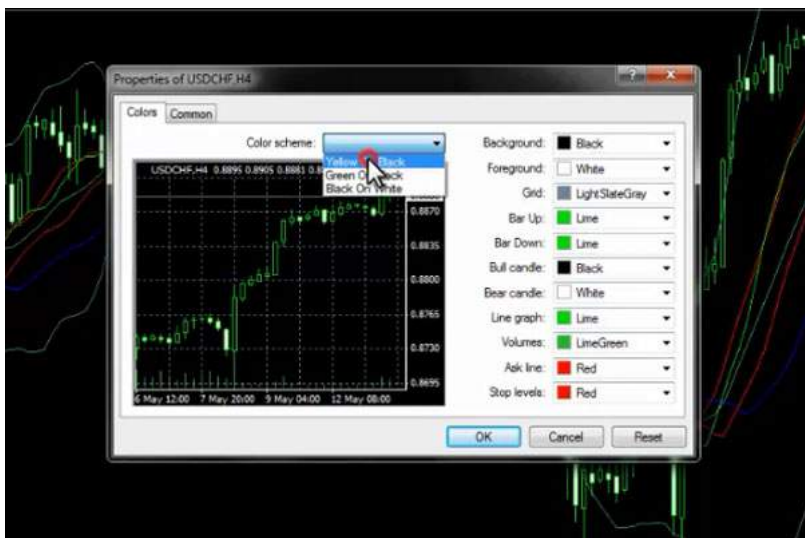 Properties of USDCHF,H4
Colors Common
Color scheme:
Yellow Black
Green On Black
Black On White
USDCHF,H4 0.8895 0.8905 0.8881
0.8870
0.8835
0.8800
0.8765
0.8730
0.8695
6 May 12:00 7 May 20:00 9 May 04:00 12 May 08:00
Background: Black
Foreground: White
Grid: LightSlateGray
Bar Up: Lime
Bar Down: Lime
Bull candle: Black
Bear candle: White
Line graph: Lime
Volumes: LimeGreen
Ask line: Red
Stop levels: Red
OK Cancel Reset